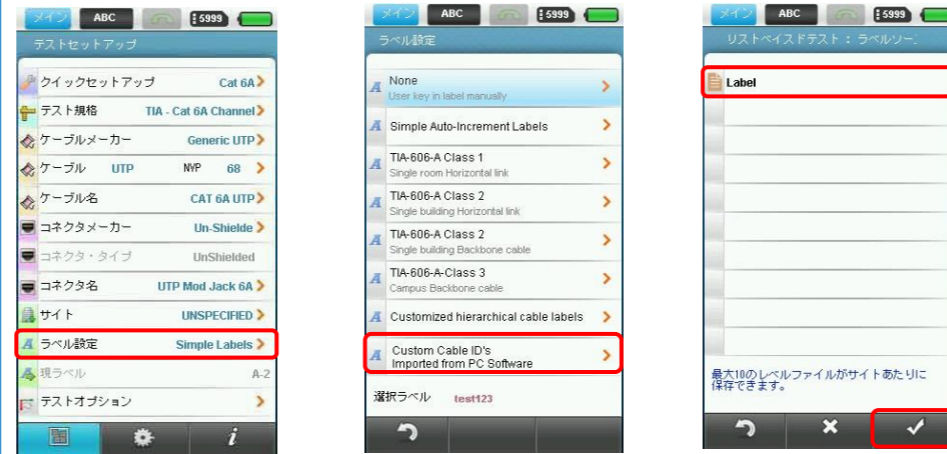 メイン ABC 5999
テストセットアップ
クイックセットアップ Cat 6A
テスト規格 TIA - Cat 6A Channel
ケーブルメーカー Generic UTP
ケーブル UTP NVP 68
ケーブル名 CAT 6A UTP
コネクタメーカー Un-Shielde
コネクタ・タイプ UnShielded
コネクタ名 UTP Mod Jack 6A
サイト UNSPECIFIED
ラベル設定 Simple Labels
現ラベル A-2
テストオプション
メイン ABC 5999
ラベル設定
None
User key in label manually
Simple Auto-Increment Labels
TIA-606-A Class 1
Single room Horizontal link
TIA-606-A Class 2
Single building Horizontal link
TIA-606-A Class 2
Single building Backbone cable
TIA-606-A-Class 3
Campus Backbone cable
Customized hierarchical cable labels
Custom Cable ID's
Imported from PC Software
選択ラベル test123
メイン ABC 5999
リストベイスドテスト : ラベルソー
Label
最大10のレベルファイルがサイトあたりに
保存できます。